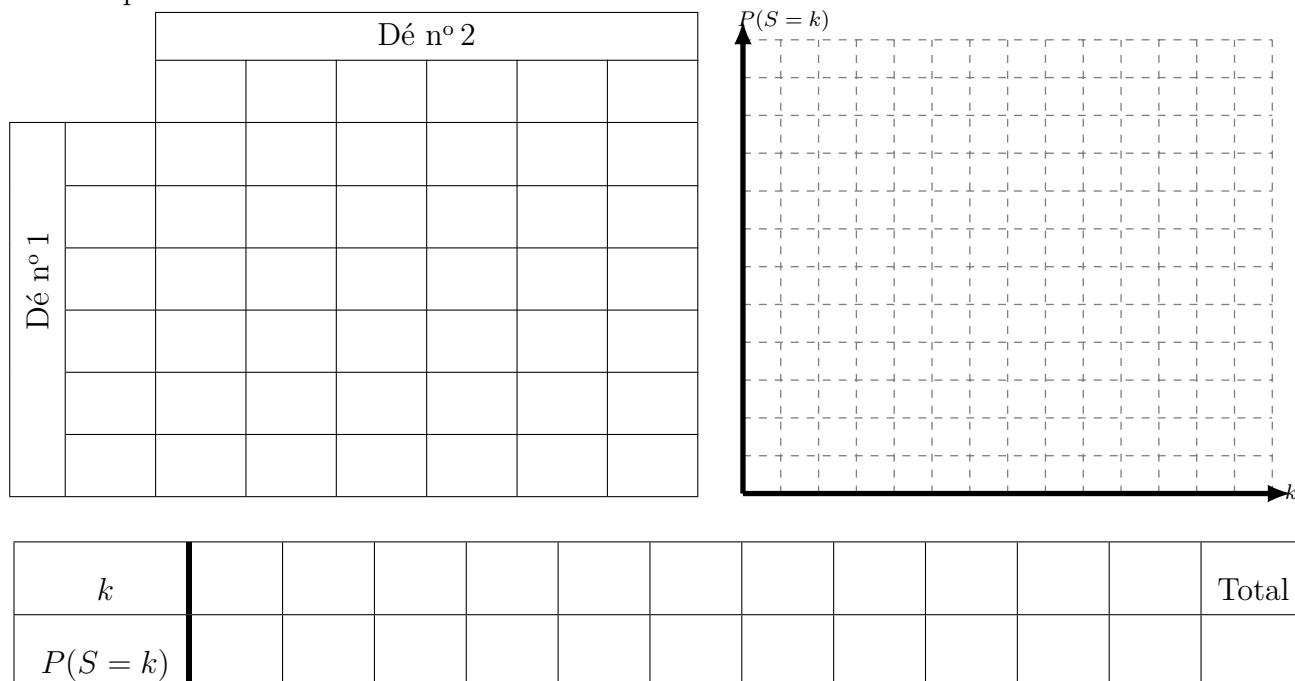 Dé nº 2
Dé nº 1
P(S = k)
k
k
Total
P(S = k)